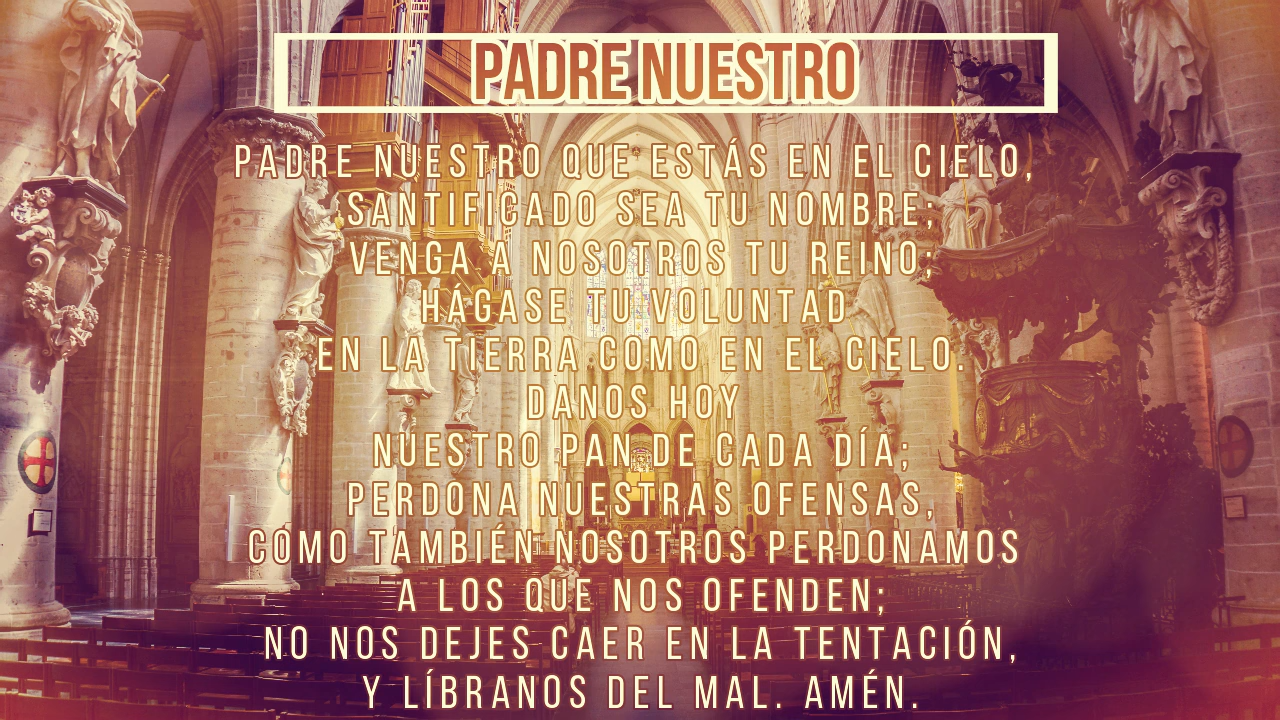 PADRE NUESTRO
PADRE NUESTRO QUE ESTÁS EN EL CIELO,
SANTIFICADO SEA TU NOMBRE;
VENGA A NOSOTROS TU REINO;
HÁGASE TU VOLUNTAD
EN LA TIERRA COMO EN EL CIELO.
DANOS HOY
NUESTRO PAN DE CADA DÍA;
PERDONA NUESTRAS OFENSAS,
COMO TAMBIÉN NOSOTROS PERDONAMOS
A LOS QUE NOS OFENDEN;
NO NOS DEJES CAER EN LA TENTACIÓN,
Y LÍBRANOS DEL MAL. AMÉN.